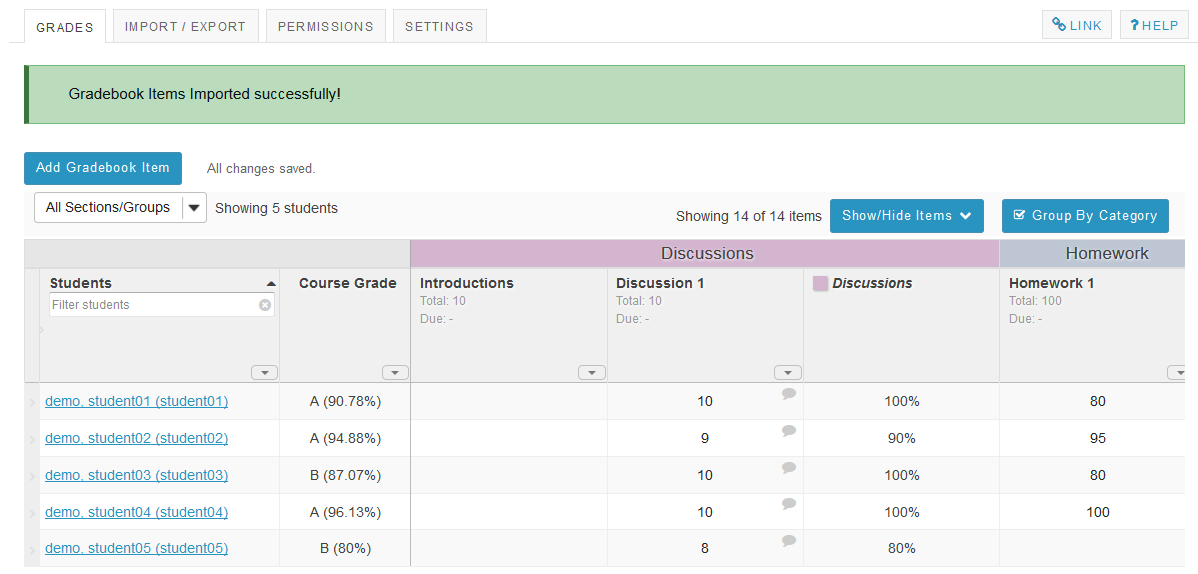 GRADES IMPORT / EXPORT PERMISSIONS SETTINGS LINK ? HELP
Gradebook Items Imported successfully!
Add Gradebook Item All changes saved.
All Sections/Groups Showing 5 students Showing 14 of 14 items Show/Hide Items Group By Category
Discussions Homework
Students Course Grade Introductions Discussion 1 Discussions Homework 1
Filter students Total: 10 Total: 10 Total: 100
Due: - Due: - Due: -
demo, student01 (student01) A (90.78%) 10 100% 80
demo, student02 (student02) A (94.88%) 9 90% 95
demo, student03 (student03) B (87.07%) 10 100% 80
demo, student04 (student04) A (96.13%) 10 100% 100
demo, student05 (student05) B (80%) 8 80%